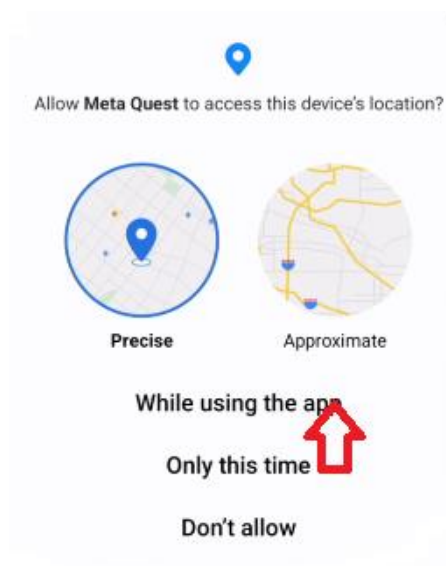 Allow Meta Quest to access this device's location?
Precise Approximate
While using the app
Only this time
Don't allow